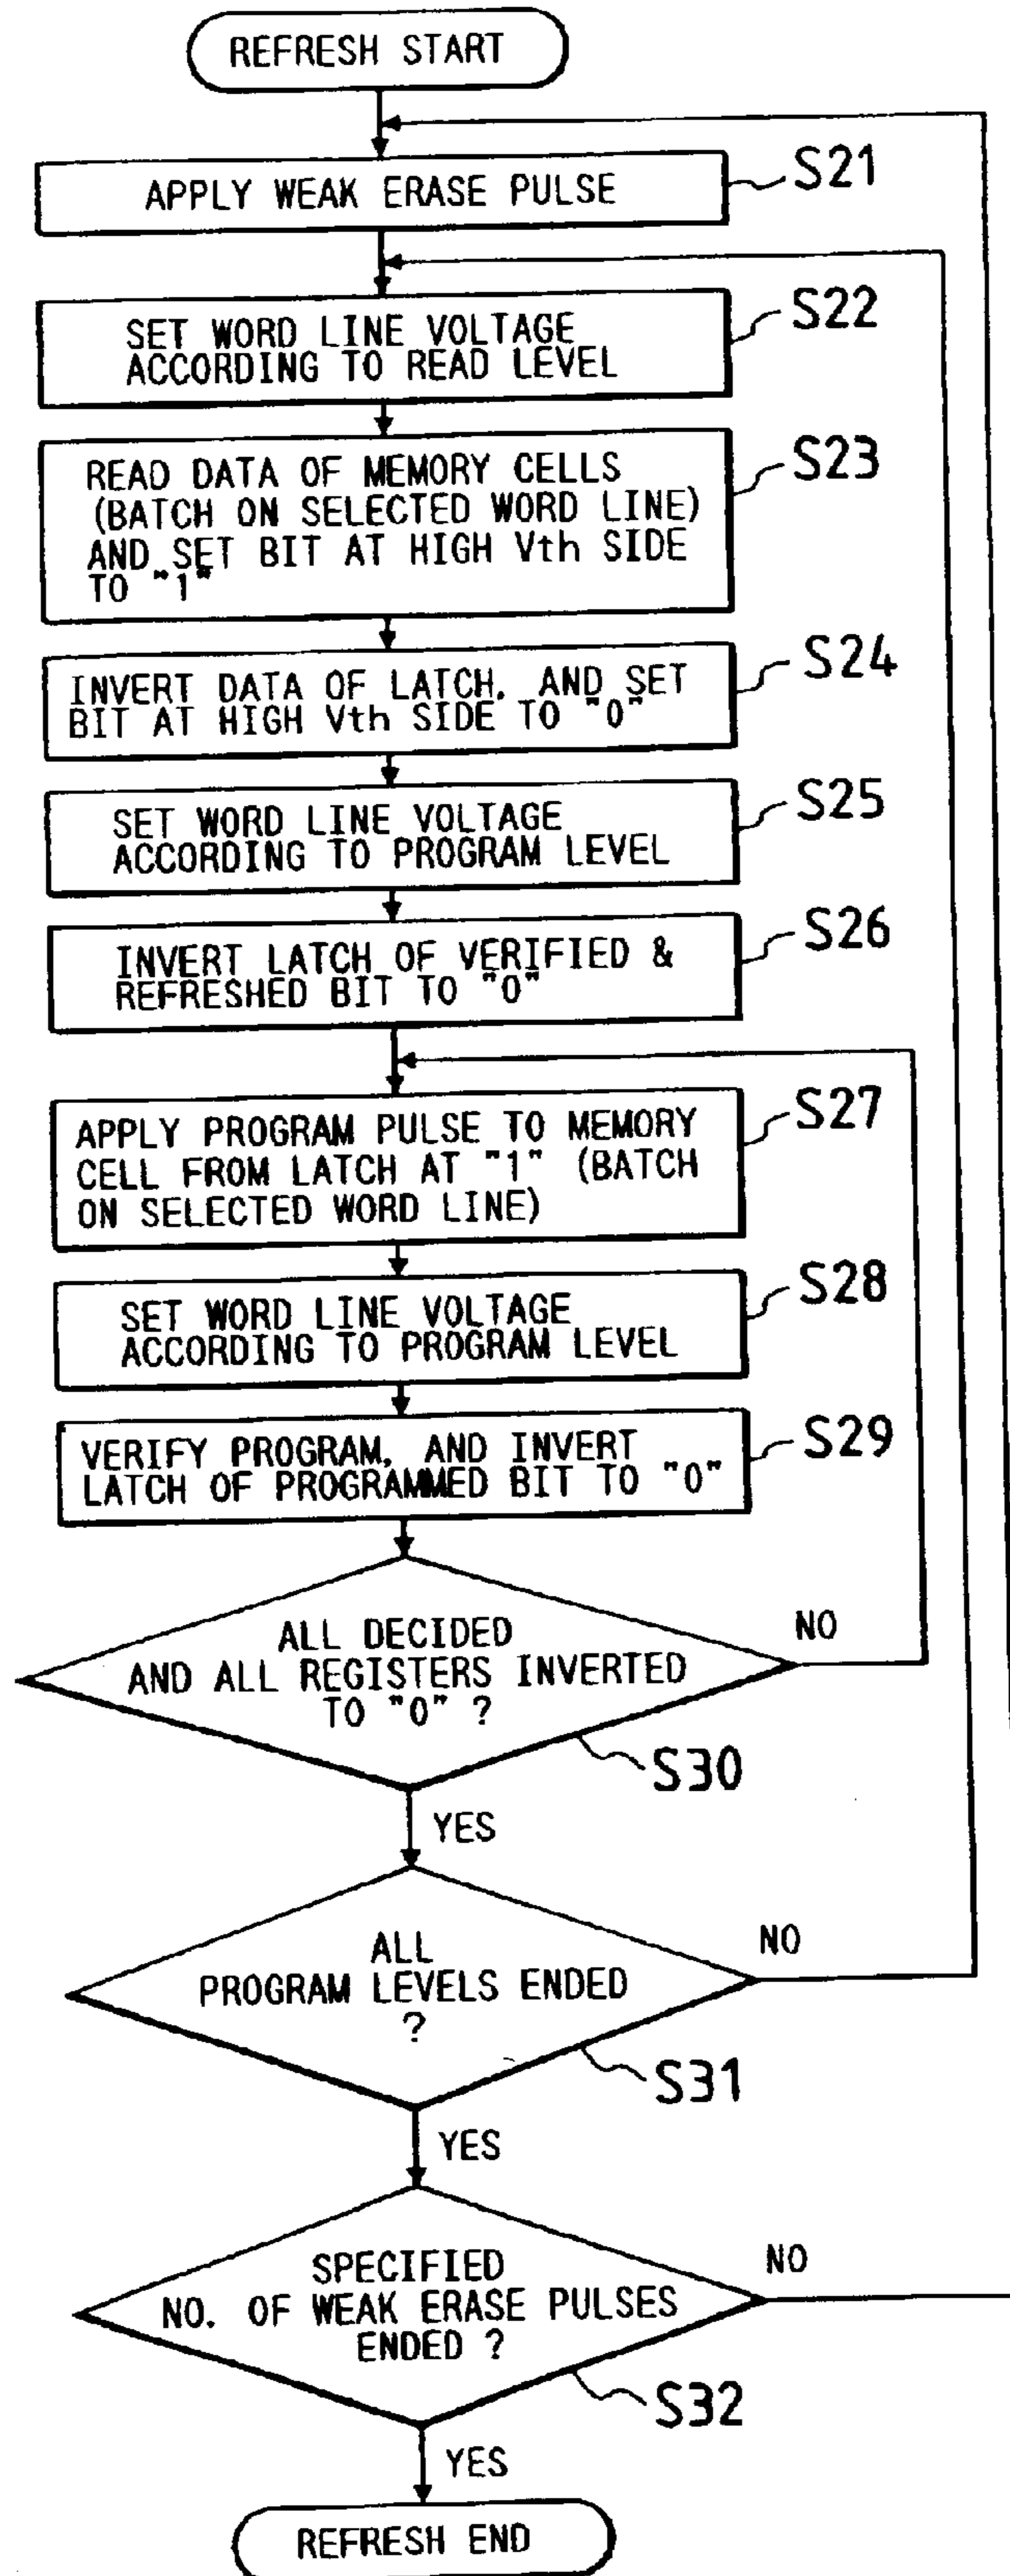 REFRESH START
APPLY WEAK ERASE PULSE
S21
SET WORD LINE VOLTAGE
ACCORDING TO READ LEVEL
S22
READ DATA OF MEMORY CELLS
(BATCH ON SELECTED WORD LINE)
AND SET BIT AT HIGH Vth SIDE
TO "1"
S23
INVERT DATA OF LATCH, AND SET
BIT AT HIGH Vth SIDE TO "0"
S24
SET WORD LINE VOLTAGE
ACCORDING TO PROGRAM LEVEL
S25
INVERT LATCH OF VERIFIED &
REFRESHED BIT TO "0"
S26
APPLY PROGRAM PULSE TO MEMORY
CELL FROM LATCH AT "1" (BATCH
ON SELECTED WORD LINE)
S27
SET WORD LINE VOLTAGE
ACCORDING TO PROGRAM LEVEL
S28
VERIFY PROGRAM, AND INVERT
LATCH OF PROGRAMMED BIT TO "0"
S29
ALL DECIDED
AND ALL REGISTERS INVERTED
TO "0" ?
NO
S30
YES
ALL
PROGRAM LEVELS ENDED
?
NO
S31
YES
SPECIFIED
NO. OF WEAK ERASE PULSES
ENDED ?
NO
S32
YES
REFRESH END